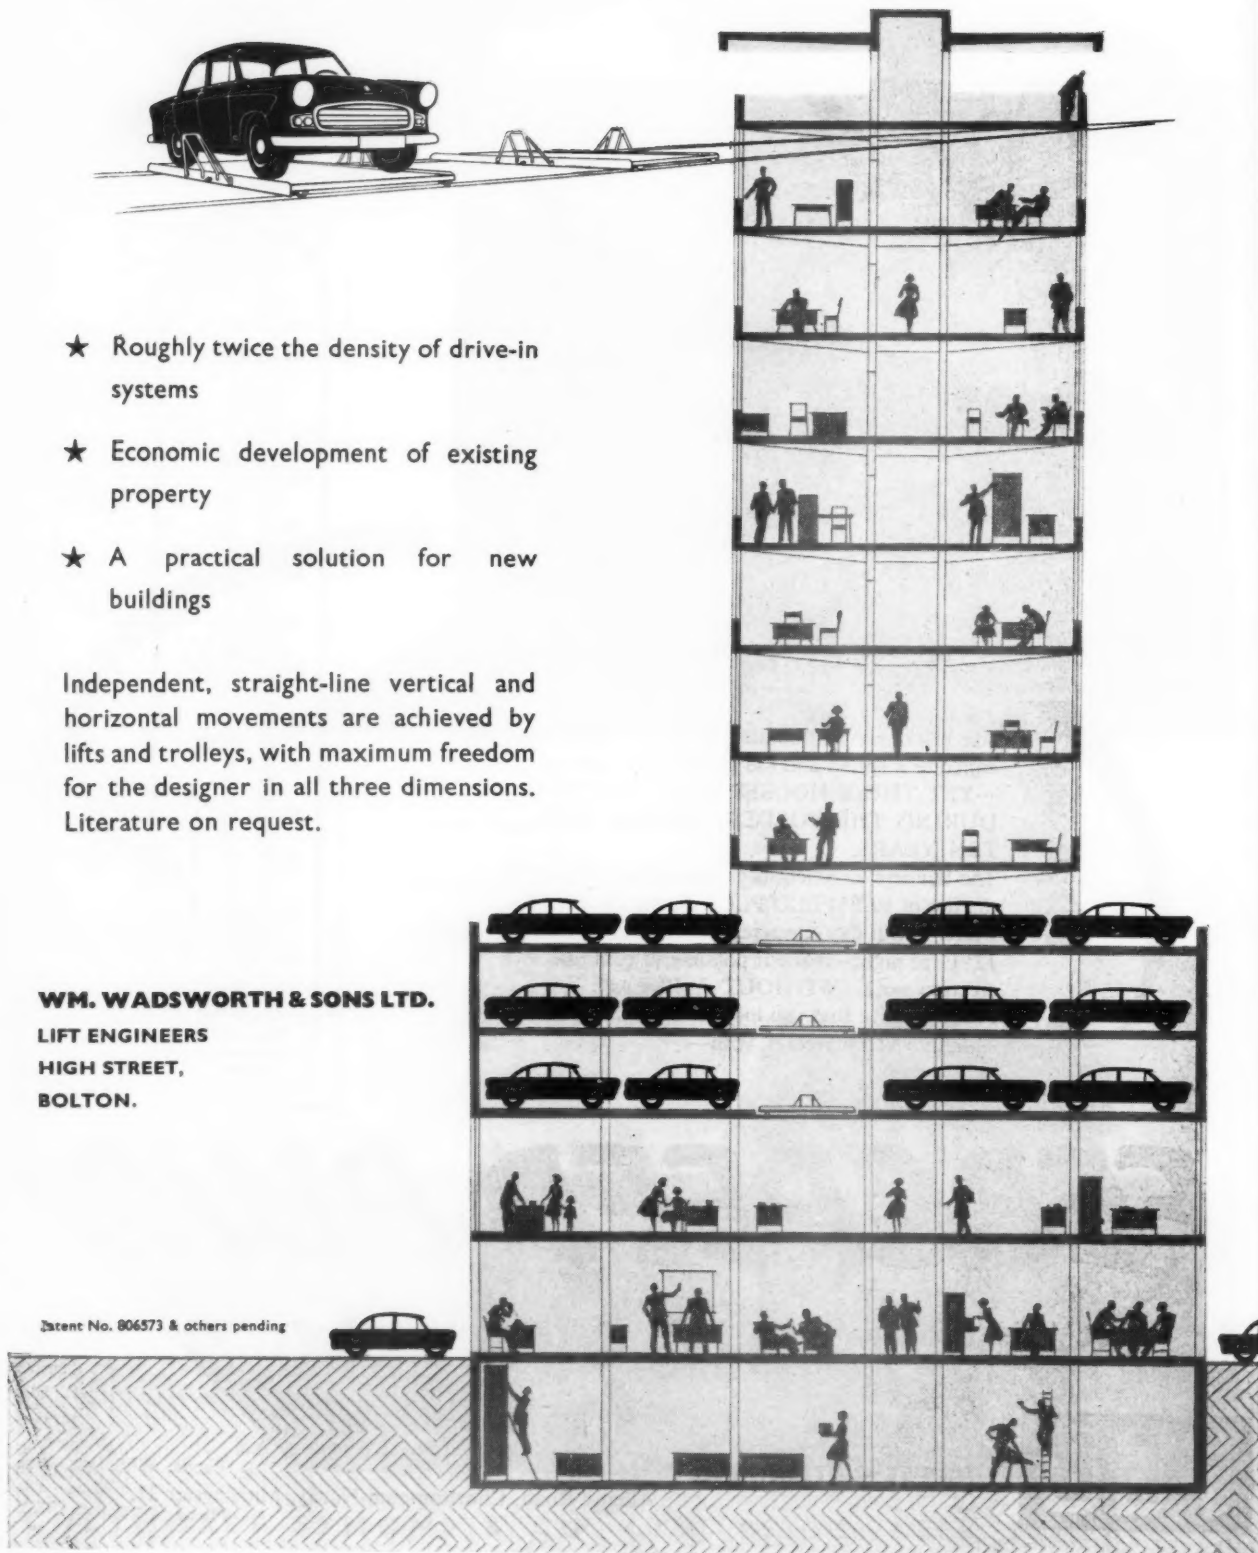 ★ Roughly twice the density of drive-in
systems
★ Economic development of existing
property
★ A practical solution for new
buildings
Independent, straight-line vertical and
horizontal movements are achieved by
lifts and trolleys, with maximum freedom
for the designer in all three dimensions.
Literature on request.
WM. WADSWORTH & SONS LTD.
LIFT ENGINEERS
HIGH STREET,
BOLTON.
Patent No. 806573 & others pending